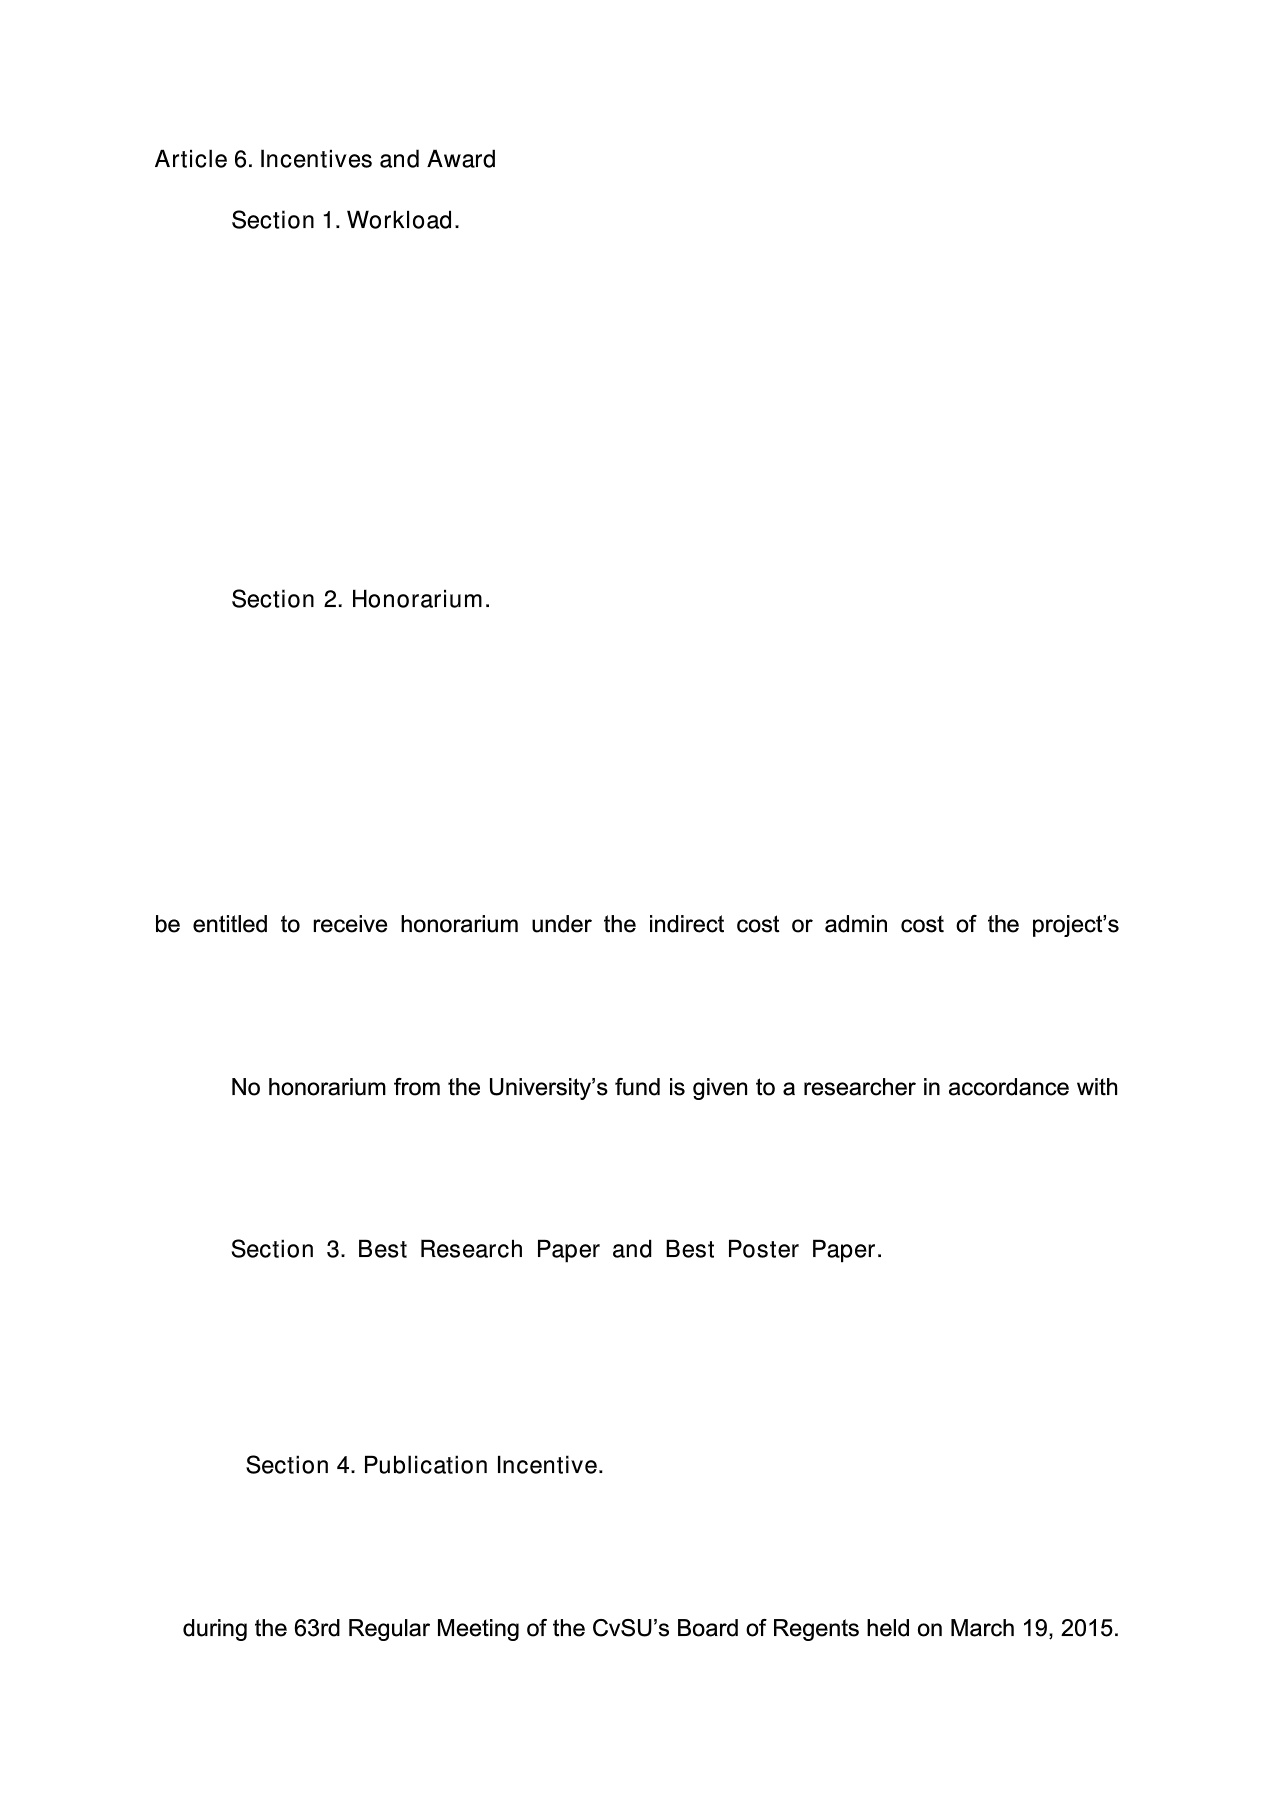 Article 6. Incentives and Award
Section 1. Workload.
Section 2. Honorarium.
be entitled to receive honorarium under the indirect cost or admin cost of the project’s
No honorarium from the University’s fund is given to a researcher in accordance with
Section 3. Best Research Paper and Best Poster Paper.
Section 4. Publication Incentive.
during the 63rd Regular Meeting of the CvSU’s Board of Regents held on March 19, 2015.